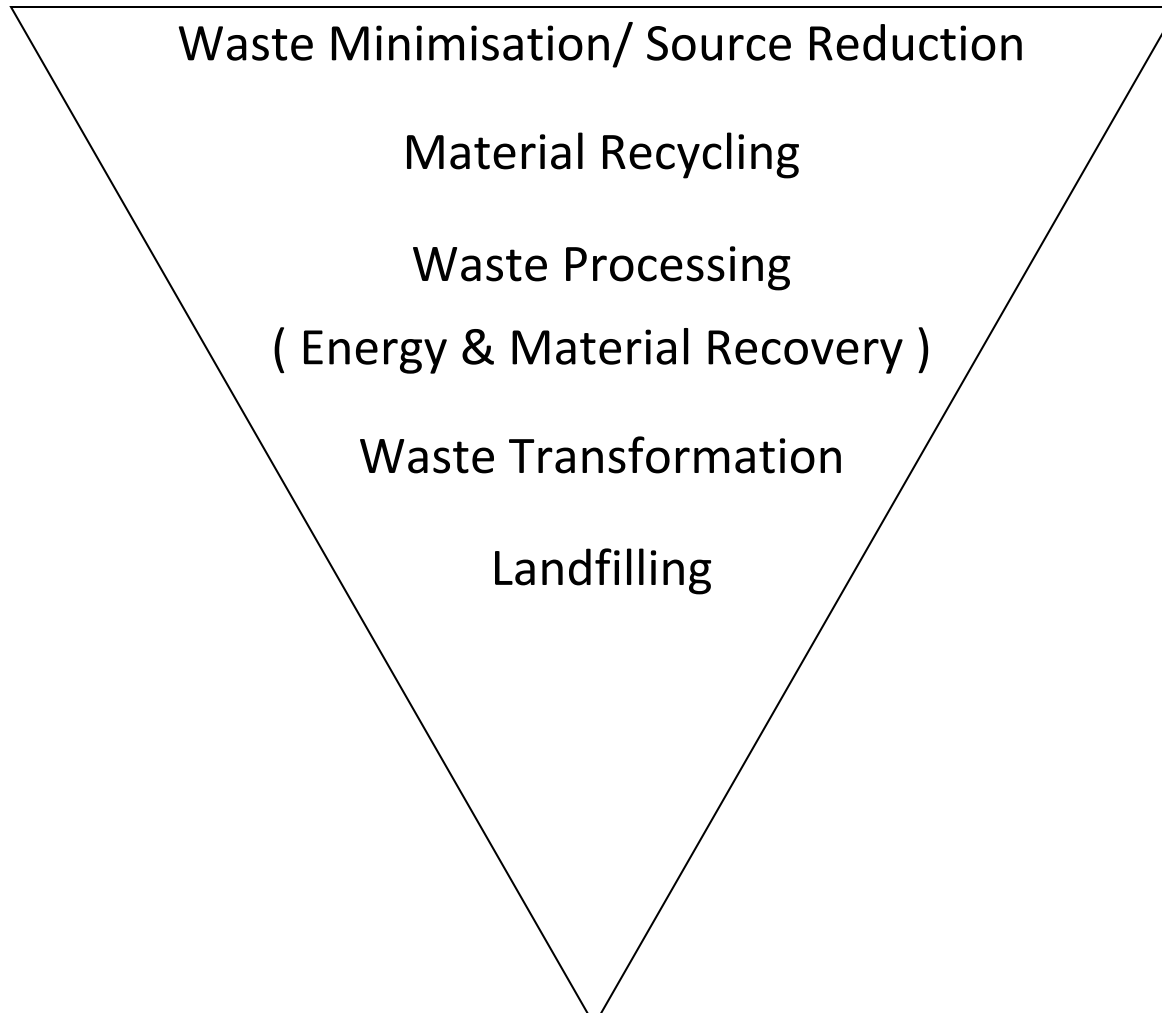 Waste Minimisation/ Source Reduction
Material Recycling
Waste Processing
( Energy & Material Recovery )
Waste Transformation
Landfilling